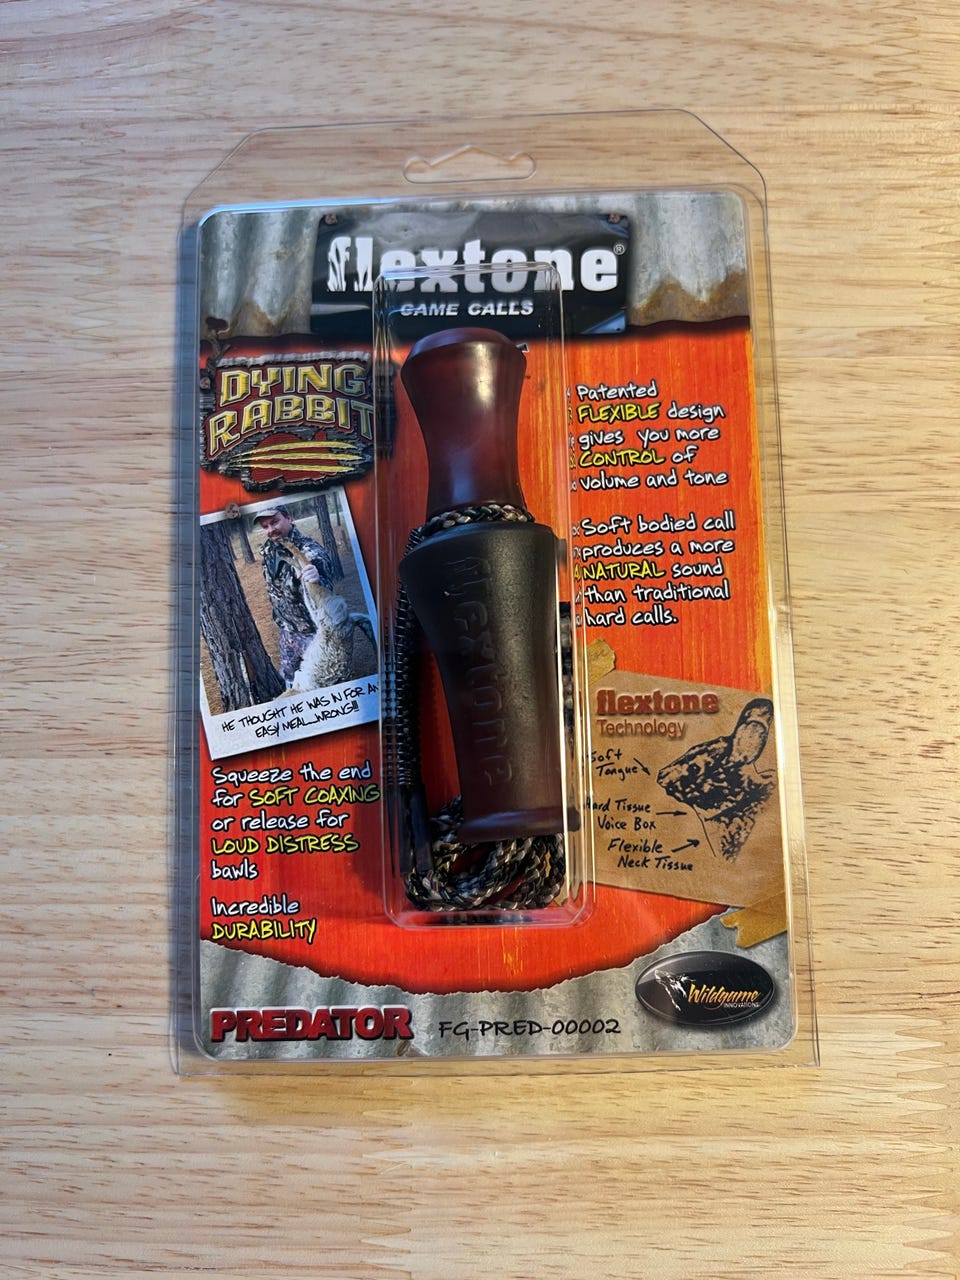 flextone®
GAME CALLS
DYING
RABBIT
Patented
FLEXIBLE design
gives you more
CONTROL of
volume and tone
Soft bodied call
produces a more
NATURAL sound
than traditional
hard calls.
HE THOUGHT HE WAS IN FOR AN
EASY MEAL...WRONG!!!
flextone
flextone
Technology
Soft
Tongue
Hard Tissue
Voice Box
Flexible
Neck Tissue
Squeeze the end
for SOFT COAXING
or release for
LOUD DISTRESS
bawls
Incredible
DURABILITY
Wildgame
INNOVATIONS
PREDATOR FG-PRED-00002